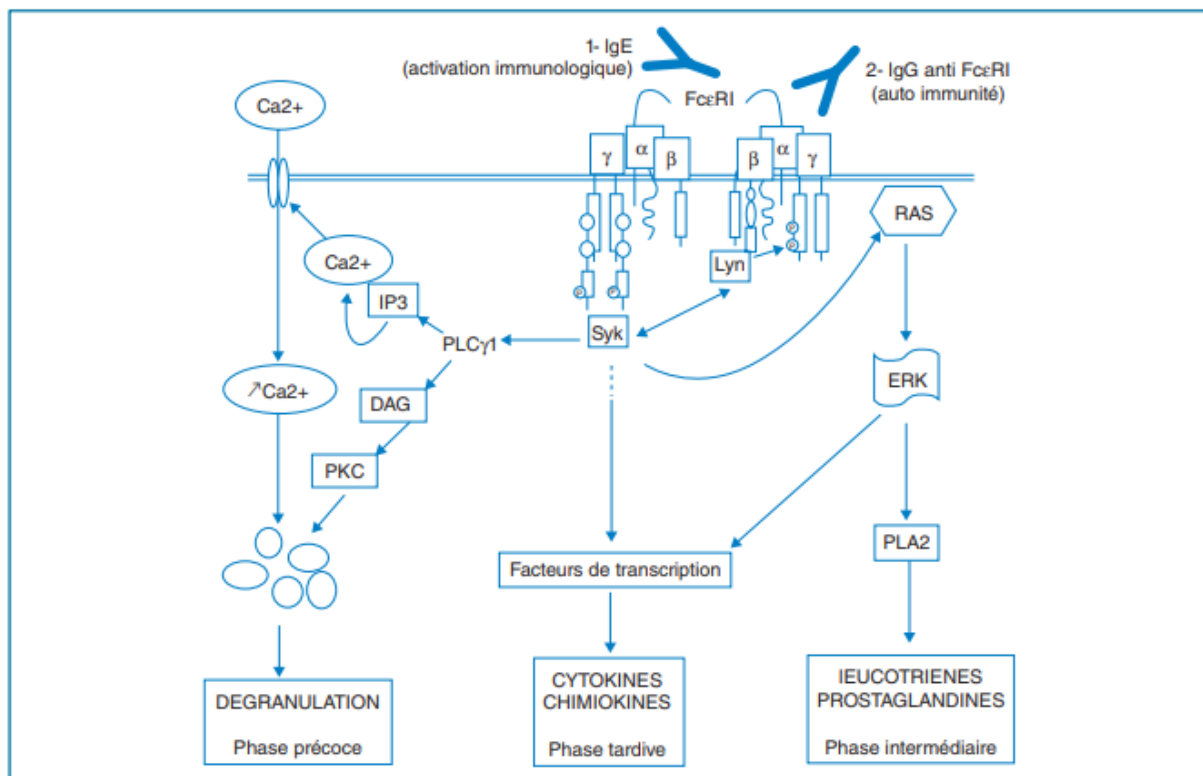 1- IgE
(activation immunologique)
2- IgG anti FcεRI
(auto immunité)
FcεRI
Ca2+
γ
α
β
β
α
γ
RAS
Lyn
P
P
Ca2+
IP3
P
P
Syk
PLCγ1
ERK
↗Ca2+
DAG
PKC
PLA2
Facteurs de transcription
DEGRANULATION
Phase précoce
CYTOKINES
CHIMIOKINES
Phase tardive
IEUCOTRIENES
PROSTAGLANDINES
Phase intermédiaire